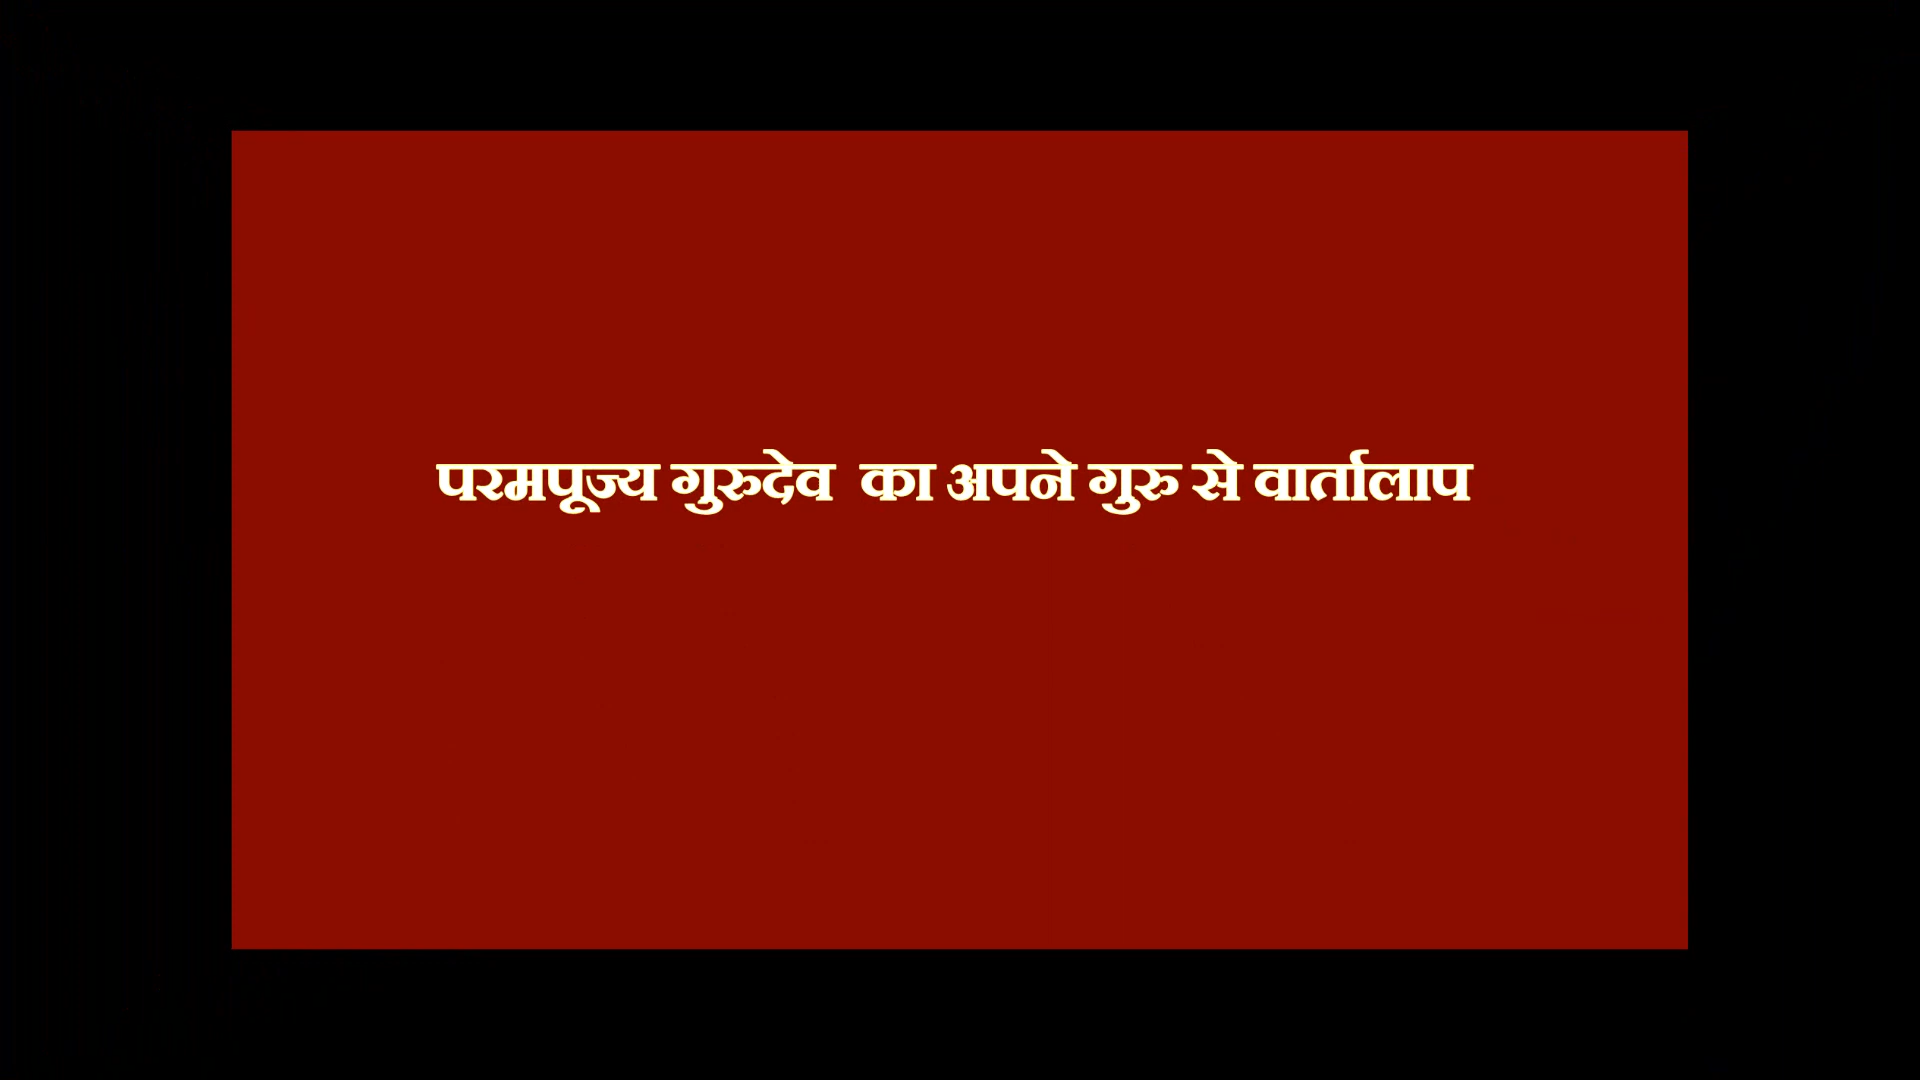 परमपूज्य गुरुदेव का अपने गुरु से वार्तालाप